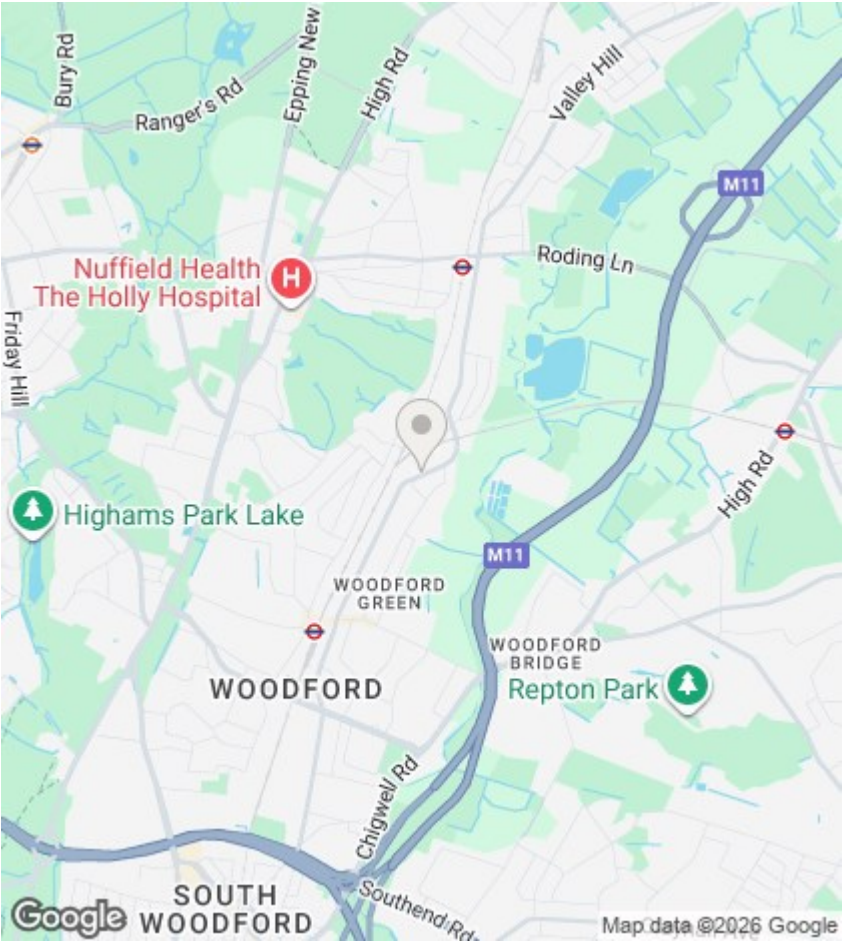 Bury Rd
Ranger's Rd
Epping New
High Rd
Valley Hill
M11
Nuffield Health
The Holly Hospital
H
Roding Ln
Friday Hill
High Rd
Highams Park Lake
M11
WOODFORD
GREEN
WOODFORD
BRIDGE
WOODFORD
Repton Park
Chigwell Rd
SOUTH
WOODFORD
Southend Rd
Google
Map data ©2026 Google